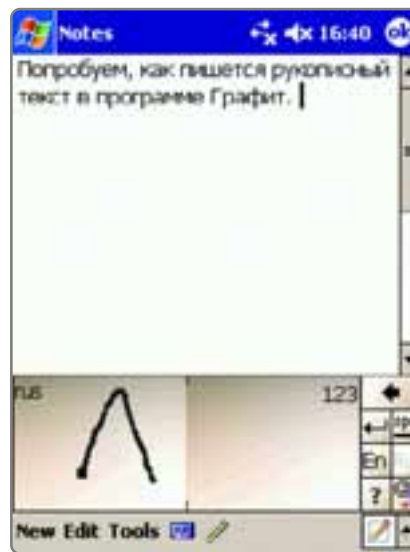 Notes 16:40 ok
Попробуем, как пишется рукописный
текст в программе Графит.
rus 123
En
?
New Edit Tools